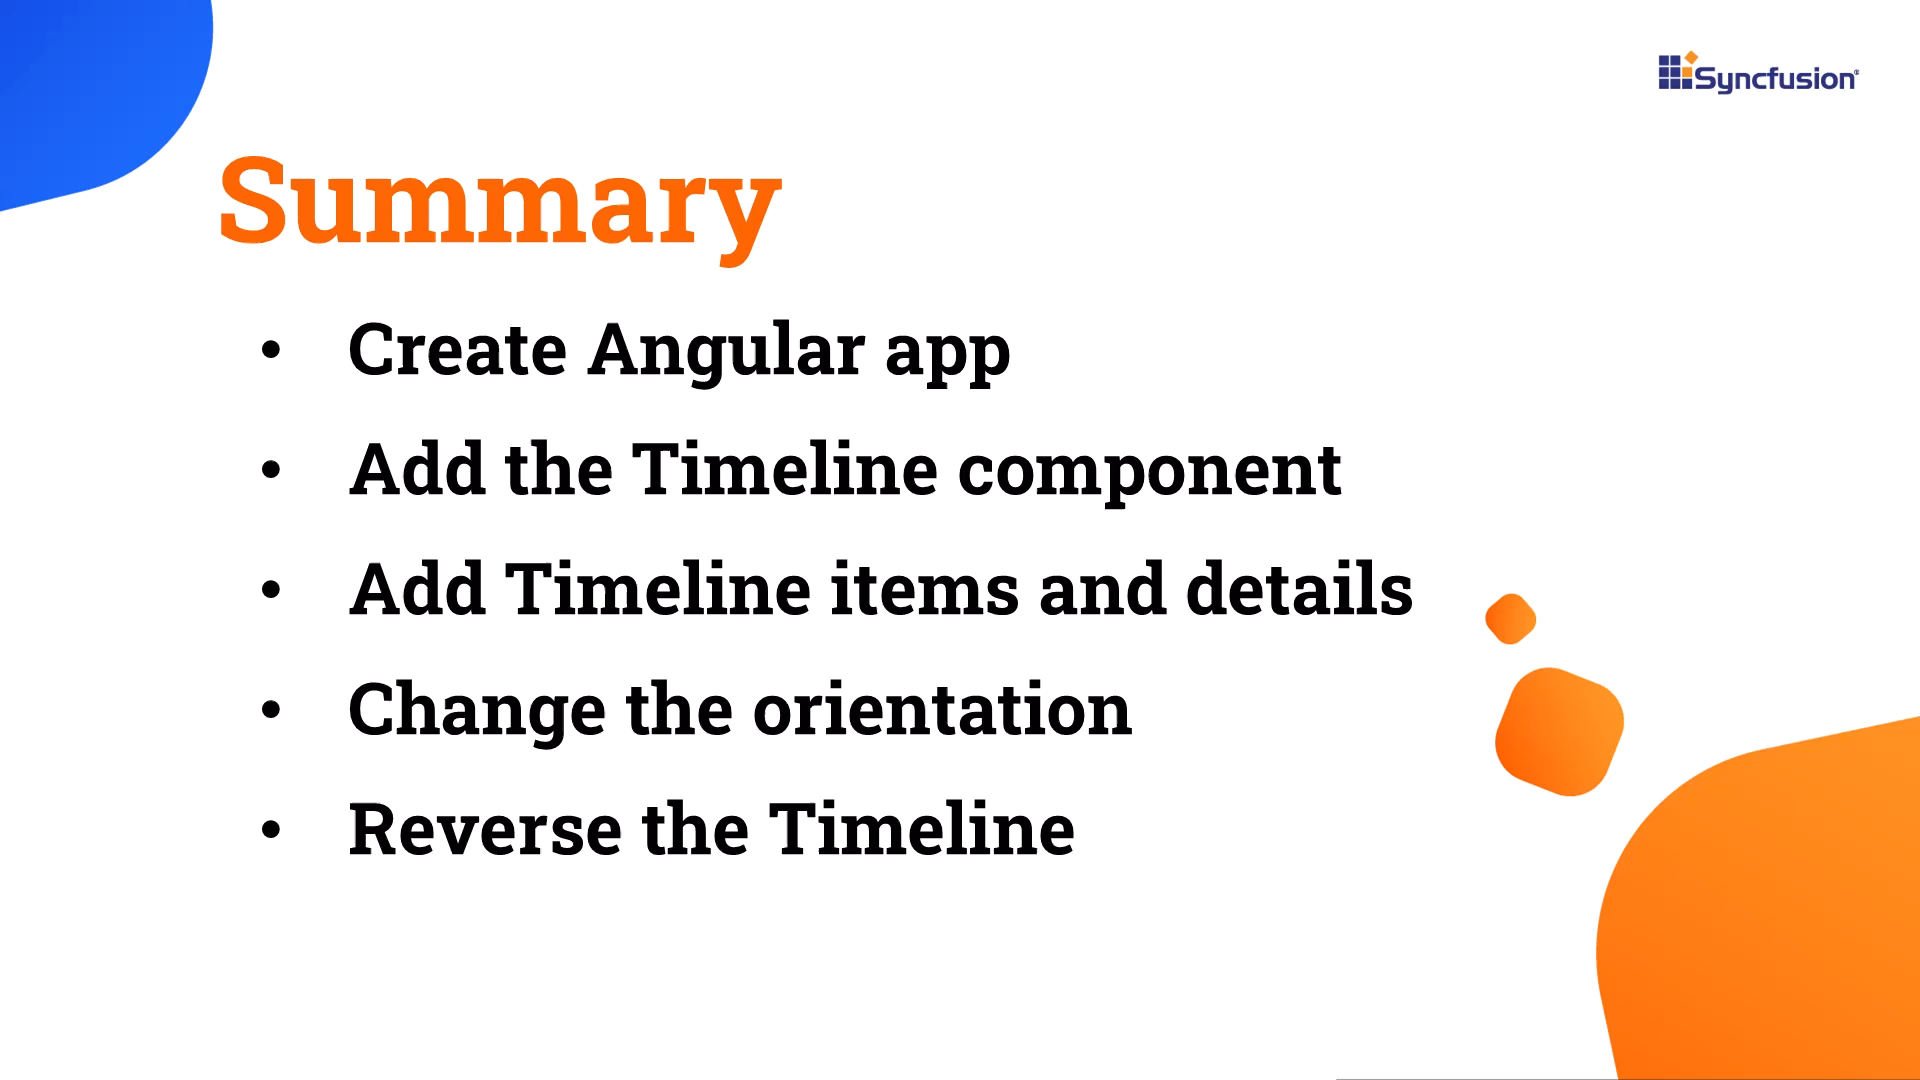 Syncfusion®
Summary
• Create Angular app
• Add the Timeline component
• Add Timeline items and details
• Change the orientation
• Reverse the Timeline